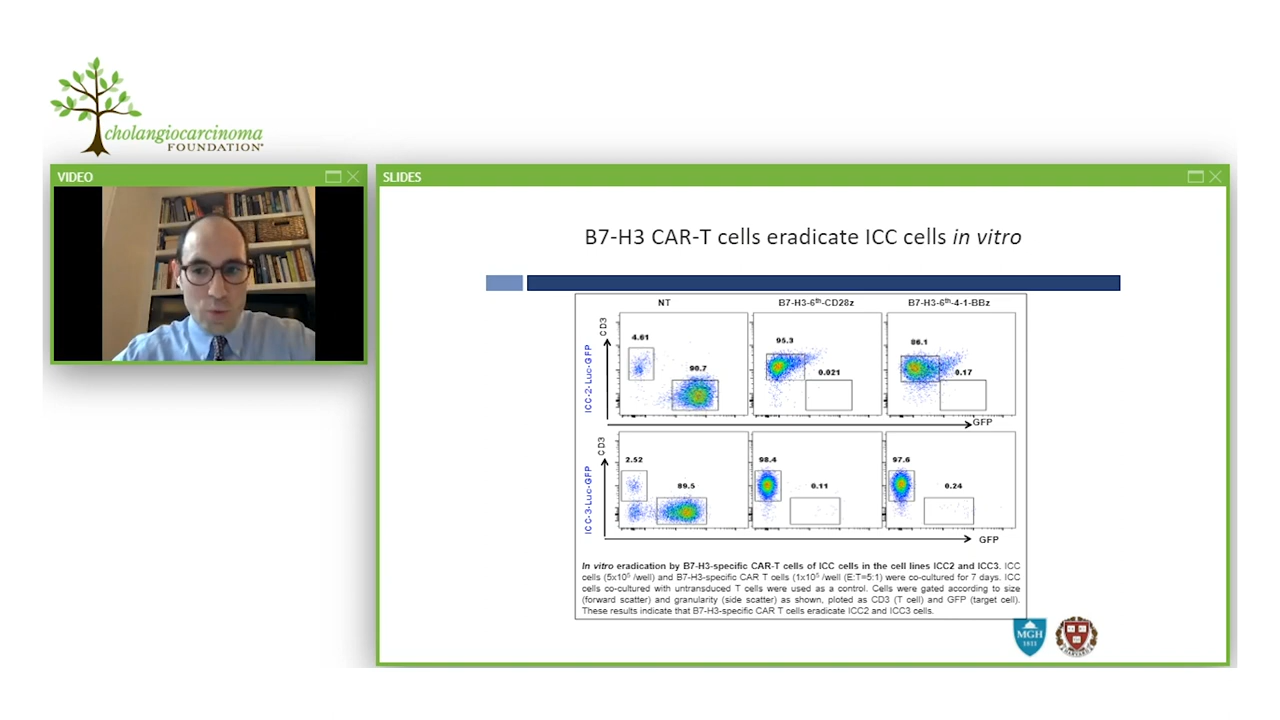 cholangiocarcinoma
FOUNDATION®
VIDEO
SLIDES
B7-H3 CAR-T cells eradicate ICC cells in vitro
NT
B7-H3-6th-CD28z
B7-H3-6th-4-1-BBz
CD3
ICC-2-Luc-GFP
4.61
90.7
95.3
0.021
86.1
0.17
GFP
CD3
ICC-3-Luc-GFP
2.52
89.5
98.4
0.11
97.6
0.24
GFP
In vitro eradication by B7-H3-specific CAR-T cells of ICC cells in the cell lines ICC2 and ICC3. ICC
cells (5x10⁵ /well) and B7-H3-specific CAR T cells (1x10⁵ /well (E:T=5:1) were co-cultured for 7 days. ICC
cells co-cultured with untransduced T cells were used as a control. Cells were gated according to size
(forward scatter) and granularity (side scatter) as shown, ploted as CD3 (T cell) and GFP (target cell).
These results indicate that B7-H3-specific CAR T cells eradicate ICC2 and ICC3 cells.
MGH
1811
HARVARD